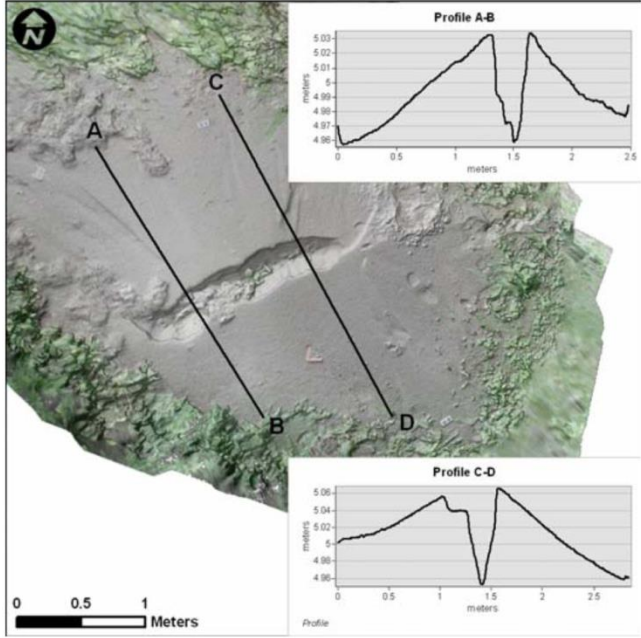 N
Profile A-B
5.03
5.02
5.01
5
4.99
4.98
4.97
4.96
meters
0
0.5
1
1.5
2
2.5
meters
A
C
B
D
Profile C-D
5.06
5.04
5.02
5
4.98
4.96
meters
0
0.5
1
1.5
2
2.5
meters
Profile
0 0.5 1
Meters